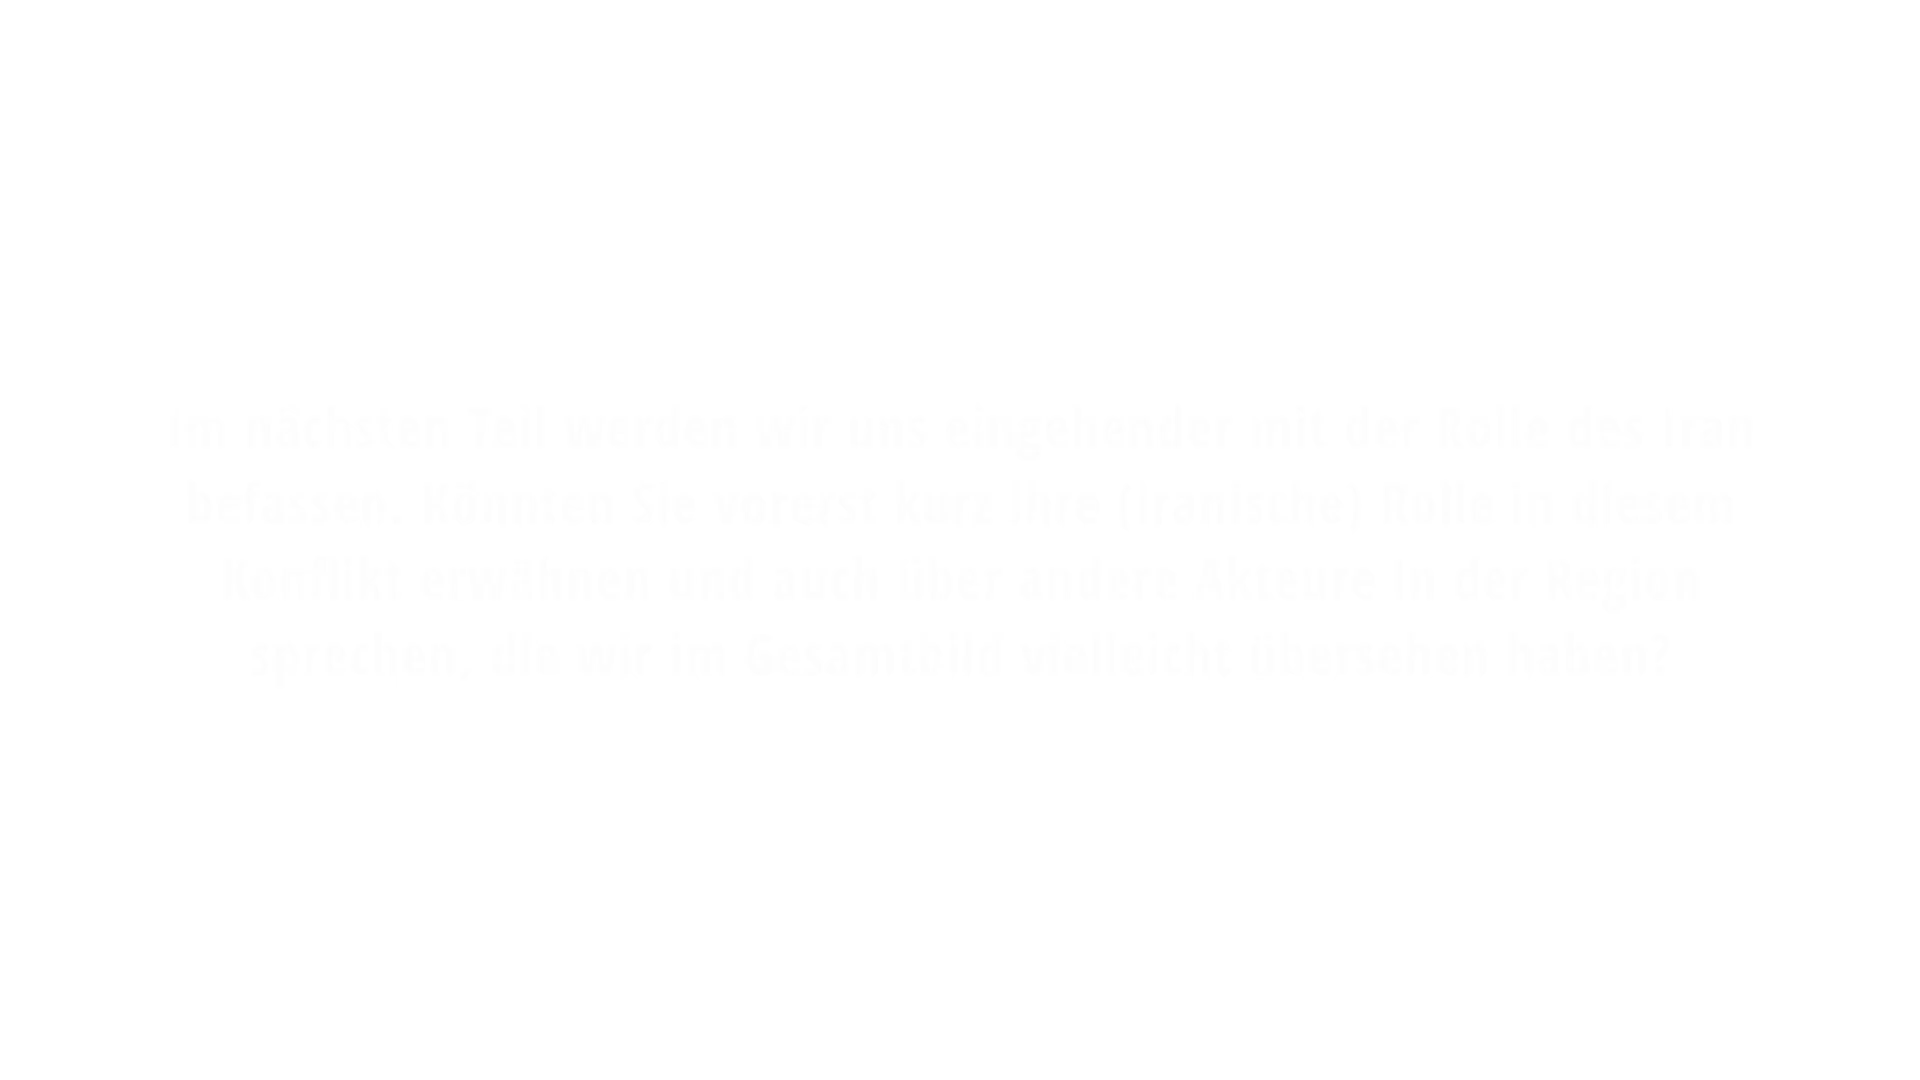 Im nächsten Teil werden wir uns eingehender mit der Rolle des Iran
befassen. Könnten Sie vorerst kurz ihre (iranische) Rolle in diesem
Konflikt erwähnen und auch über andere Akteure in der Region
sprechen, die wir im Gesamtbild vielleicht übersehen haben?